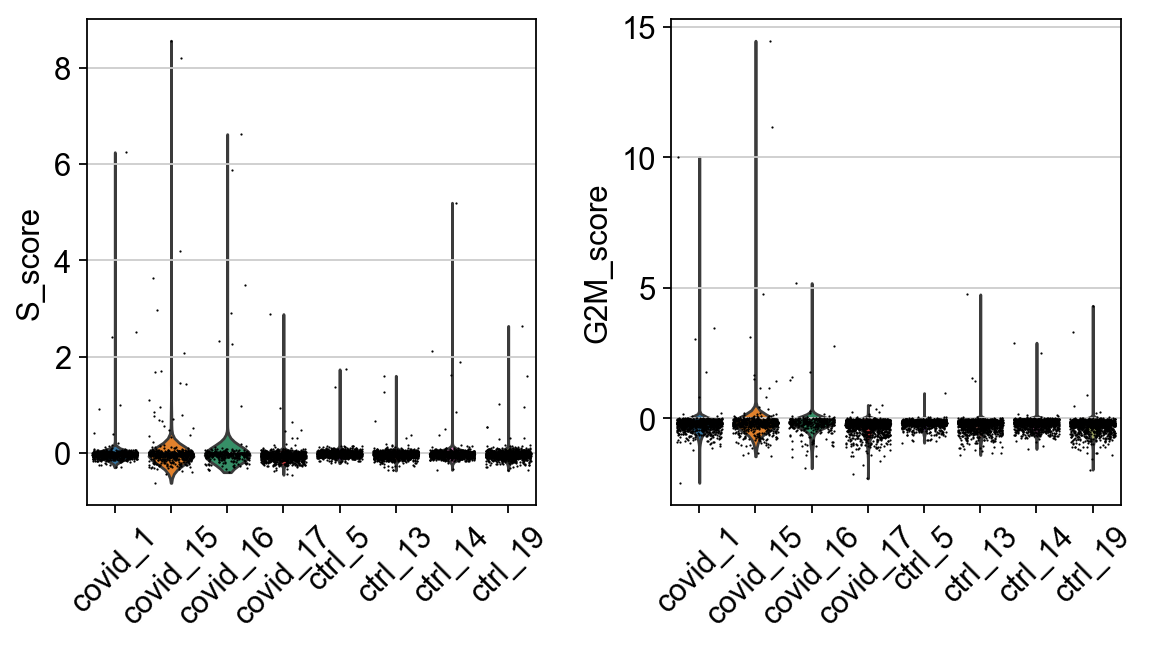 S_score
8
6
4
2
0
covid_1
covid_15
covid_16
covid_17
ctrl_5
ctrl_13
ctrl_14
ctrl_19
G2M_score
15
10
5
0
covid_1
covid_15
covid_16
covid_17
ctrl_5
ctrl_13
ctrl_14
ctrl_19